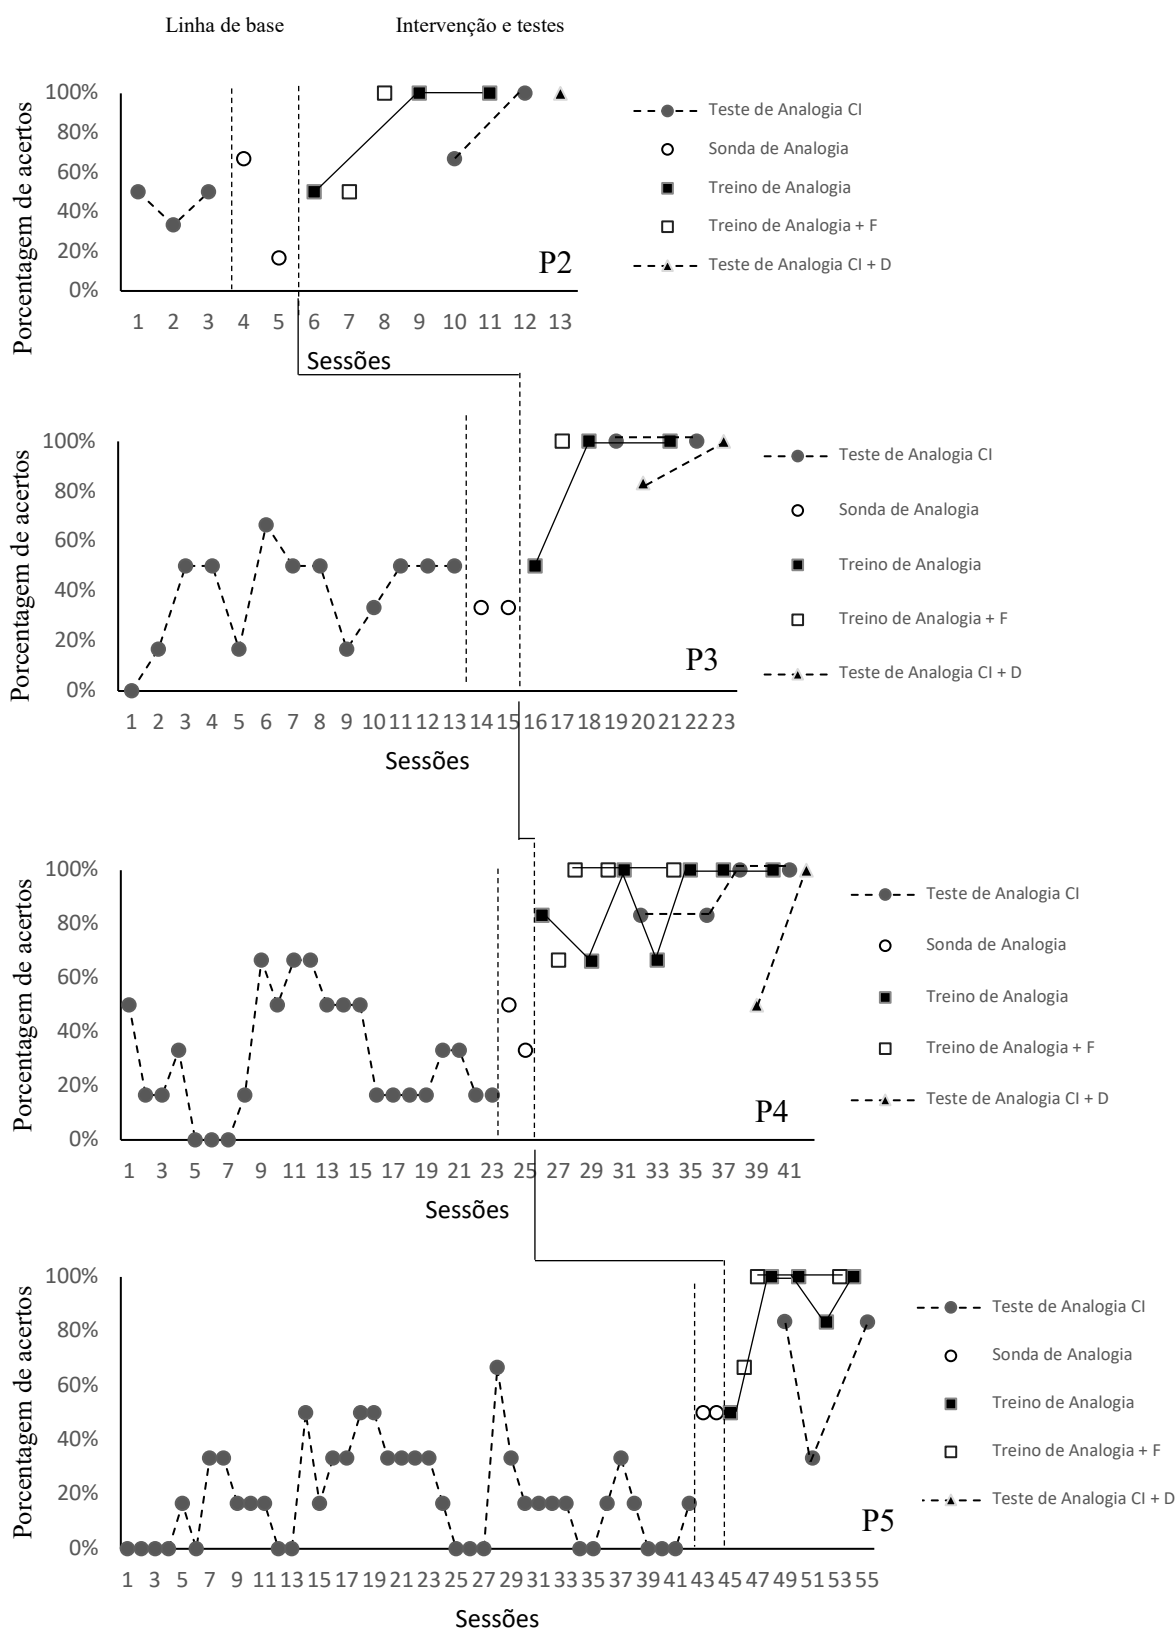 Linha de base Intervenção e testes
Porcentagem de acertos
100%
80%
60%
40%
20%
0%
1 2 3 4 5 6 7 8 9 10 11 12 13
Sessões
P2
Teste de Analogia CI
Sonda de Analogia
Treino de Analogia
Treino de Analogia + F
Teste de Analogia CI + D
Porcentagem de acertos
100%
80%
60%
40%
20%
0%
1 2 3 4 5 6 7 8 9 10 11 12 13 14 15 16 17 18 19 20 21 22 23
Sessões
P3
Teste de Analogia CI
Sonda de Analogia
Treino de Analogia
Treino de Analogia + F
Teste de Analogia CI + D
Porcentagem de acertos
100%
80%
60%
40%
20%
0%
1 3 5 7 9 11 13 15 17 19 21 23 25 27 29 31 33 35 37 39 41
Sessões
P4
Teste de Analogia CI
Sonda de Analogia
Treino de Analogia
Treino de Analogia + F
Teste de Analogia CI + D
Porcentagem de acertos
100%
80%
60%
40%
20%
0%
1 3 5 7 9 11 13 15 17 19 21 23 25 27 29 31 33 35 37 39 41 43 45 47 49 51 53 55
Sessões
P5
Teste de Analogia CI
Sonda de Analogia
Treino de Analogia
Treino de Analogia + F
Teste de Analogia CI + D